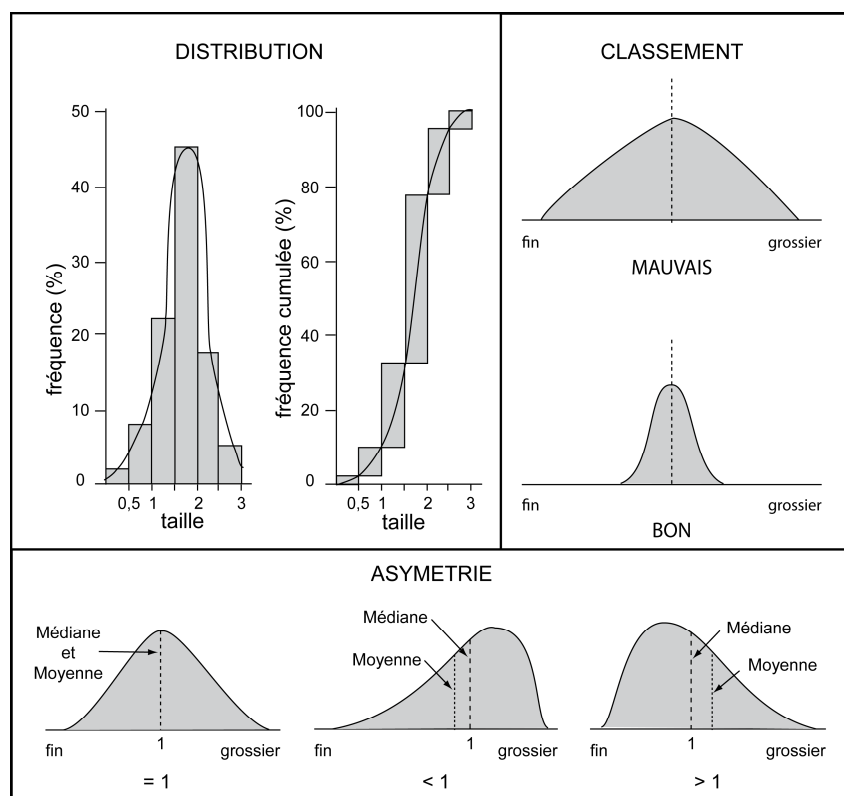 DISTRIBUTION
fréquence (%)
50
40
30
20
10
0
0,5 1 2 3
taille
fréquence cumulée (%)
100
80
60
40
20
0
0,5 1 2 3
taille
CLASSEMENT
fin grossier
MAUVAIS
fin grossier
BON
ASYMETRIE
Médiane
et
Moyenne
fin 1 grossier
= 1
Médiane
Moyenne
fin 1 grossier
< 1
Médiane
Moyenne
fin 1 grossier
> 1